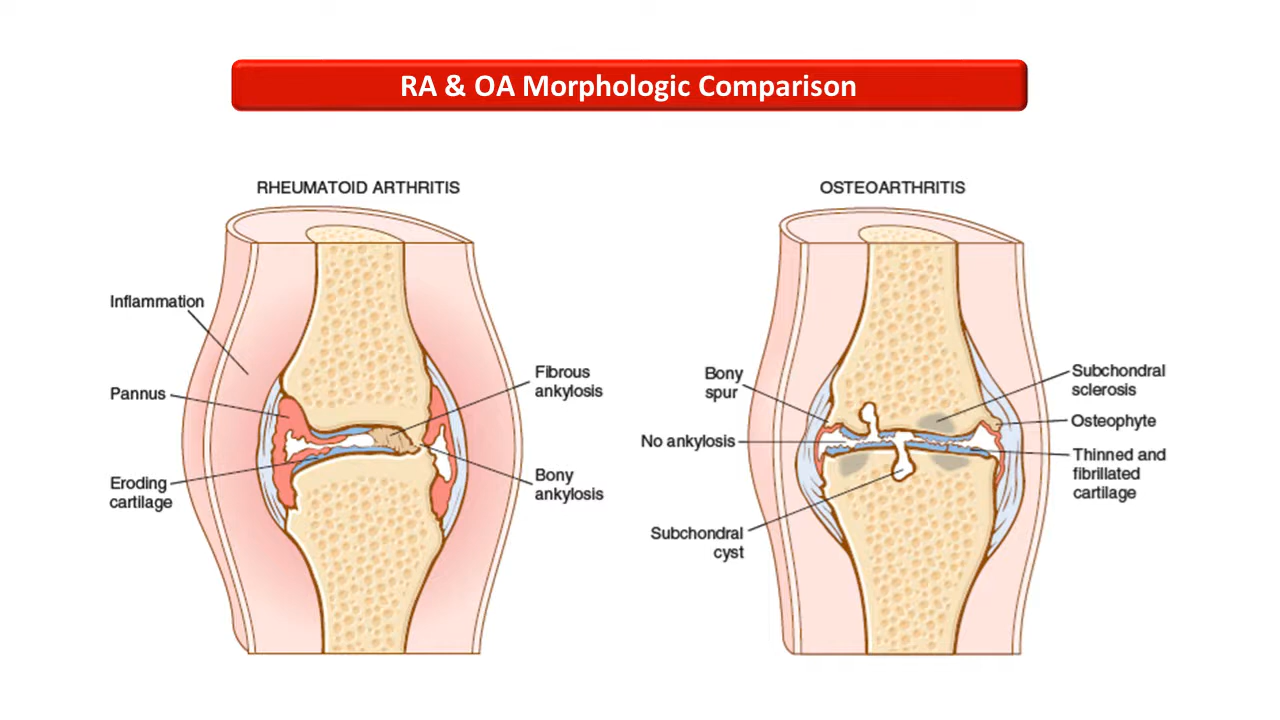 RA & OA Morphologic Comparison
RHEUMATOID ARTHRITIS
Inflammation
Pannus
Eroding
cartilage
Fibrous
ankylosis
Bony
ankylosis
OSTEOARTHRITIS
Bony
spur
No ankylosis
Subchondral
cyst
Subchondral
sclerosis
Osteophyte
Thinned and
fibrillated
cartilage